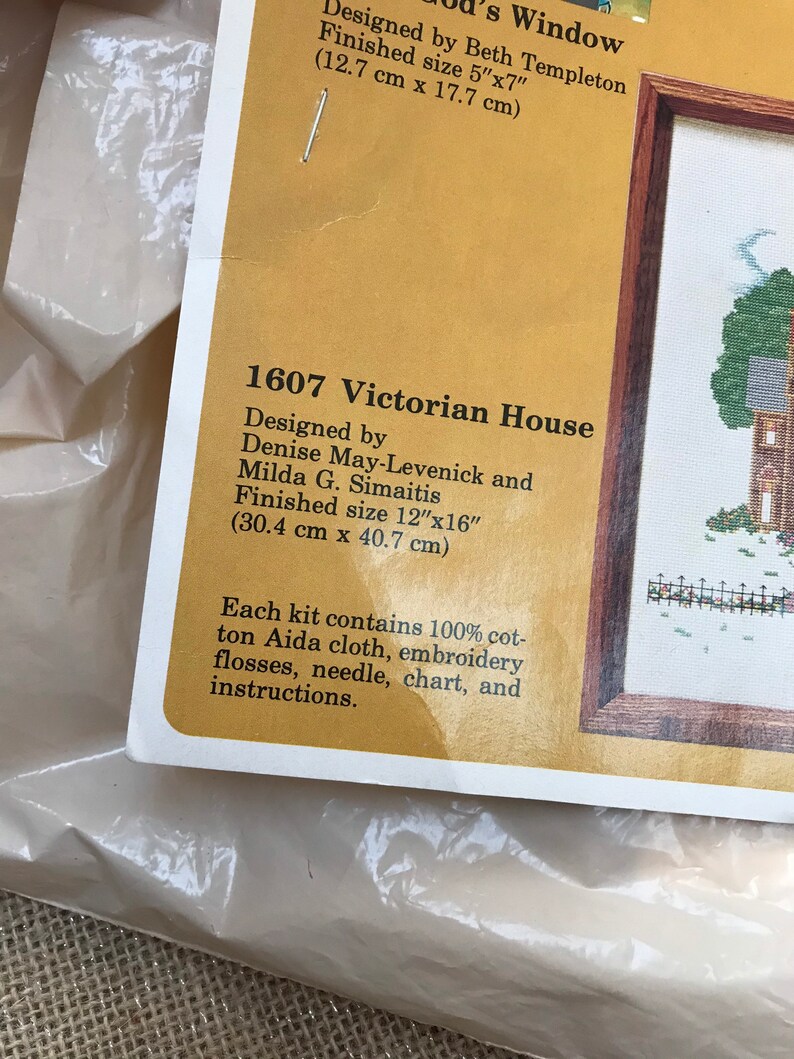 God's Window
Designed by Beth Templeton
Finished size 5"x7"
(12.7 cm x 17.7 cm)
1607 Victorian House
Designed by
Denise May-Levenick and
Milda G. Simaitis
Finished size 12"x16"
(30.4 cm x 40.7 cm)
Each kit contains 100% cot-
ton Aida cloth, embroidery
flosses, needle, chart, and
instructions.